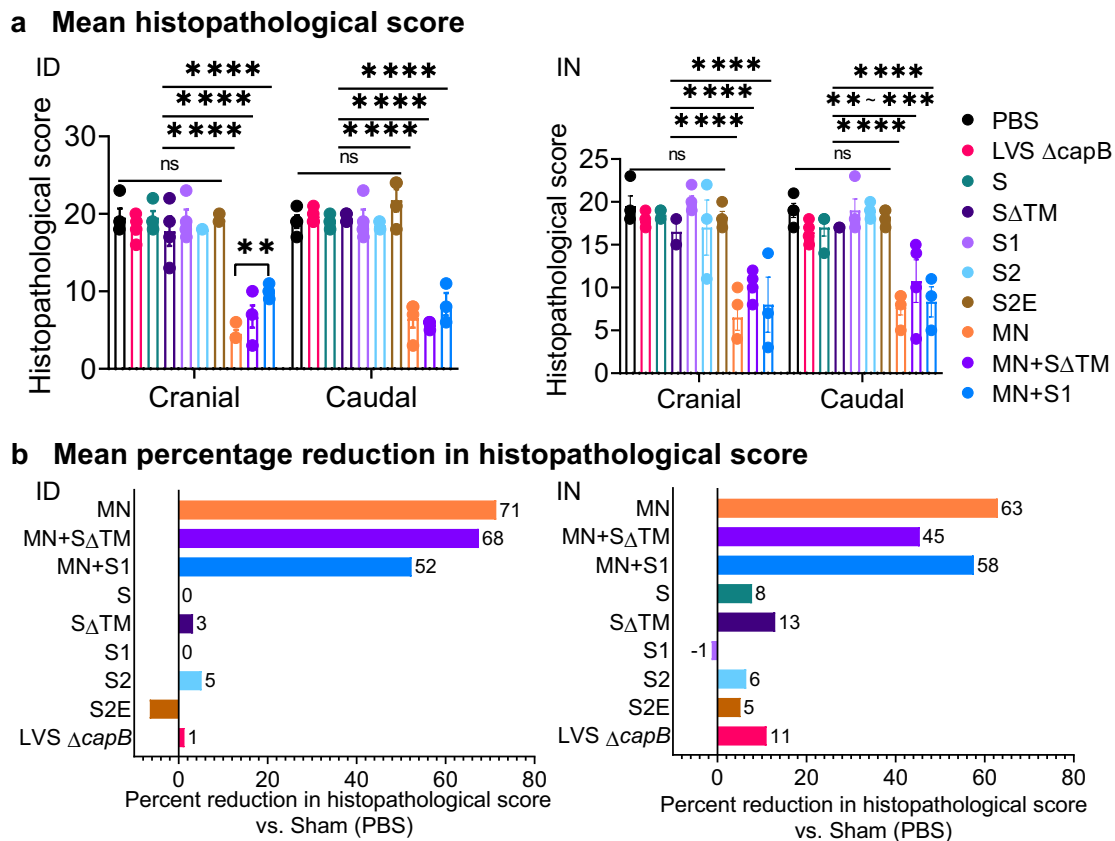 a Mean histopathological score
ID
****
****
****
ns
**
****
****
****
ns
Histopathological score
30
20
10
0
Cranial
Caudal
IN
****
****
****
ns
****
**~***
****
ns
Histopathological score
25
20
15
10
5
0
Cranial
Caudal
PBS
LVS ΔcapB
S
SΔTM
S1
S2
S2E
MN
MN+SΔTM
MN+S1
b Mean percentage reduction in histopathological score
ID
MN 71
MN+SΔTM 68
MN+S1 52
S 0
SΔTM 3
S1 0
S2 5
S2E
LVS ΔcapB 1
0 20 40 60 80
Percent reduction in histopathological score
vs. Sham (PBS)
IN
MN 63
MN+SΔTM 45
MN+S1 58
S 8
SΔTM 13
S1 -1
S2 6
S2E 5
LVS ΔcapB 11
0 20 40 60 80
Percent reduction in histopathological score
vs. Sham (PBS)